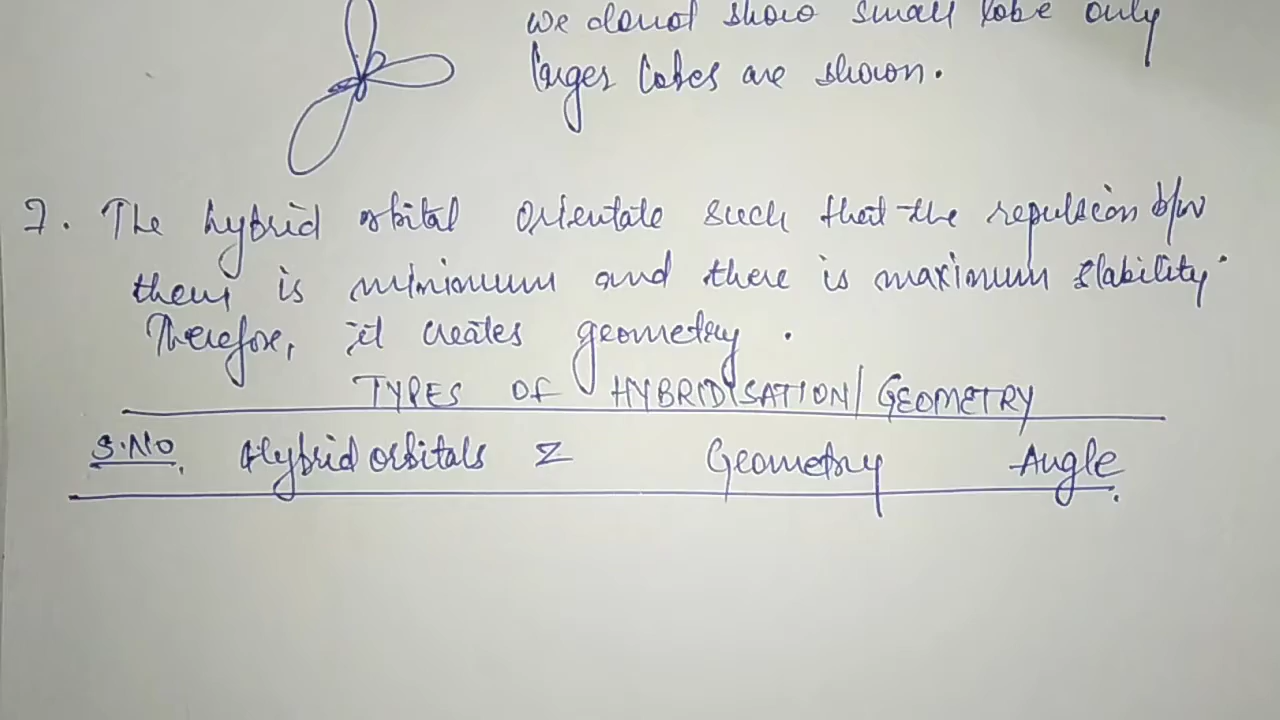 we donot show small lobe only
larger lobes are shown.
7. The hybrid orbital orientate such that the repulsion b/w
them is minimum and there is maximum stability.
Therefore, it creates geometry.
TYPES OF HYBRIDISATION/GEOMETRY
S.No. Hybrid orbitals Z Geometry Angle.